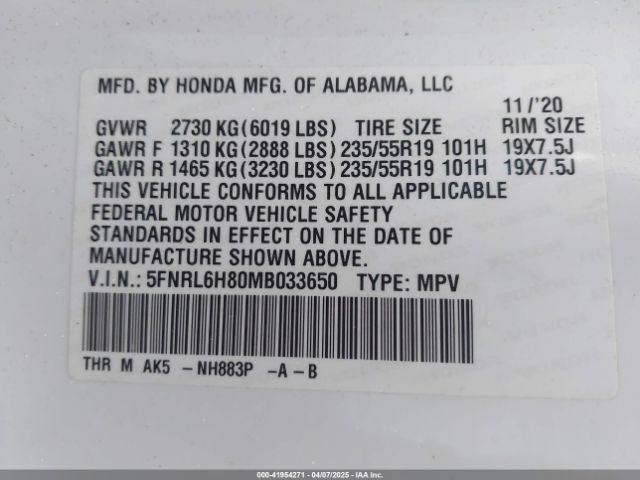 MFD. BY HONDA MFG. OF ALABAMA, LLC
11/'20
GVWR 2730 KG(6019 LBS) TIRE SIZE RIM SIZE
GAWR F 1310 KG(2888 LBS) 235/55R19 101H 19X7.5J
GAWR R 1465 KG(3230 LBS) 235/55R19 101H 19X7.5J
THIS VEHICLE CONFORMS TO ALL APPLICABLE
FEDERAL MOTOR VEHICLE SAFETY
STANDARDS IN EFFECT ON THE DATE OF
MANUFACTURE SHOWN ABOVE.
V.I.N.: 5FNRL6H80MB033650 TYPE: MPV
THR M AK5 -NH883P -A-B
000-41954271 - 04/07/2025 - IAAI.COM